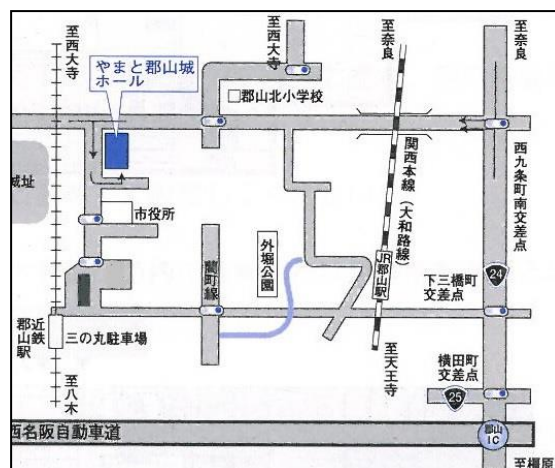 至西大寺
至西大寺
至奈良
至奈良
やまと郡山城
ホール
□郡山北小学校
関西本線(大和路線)
西九条町南交差点
城址
市役所
外堀公園
藺町線
JR郡山駅
24
下三橋町
交差点
近鉄
郡山駅
三の丸駐車場
至八木
至天王寺
横田町
交差点
25
西名阪自動車道
郡山
IC
至橿原